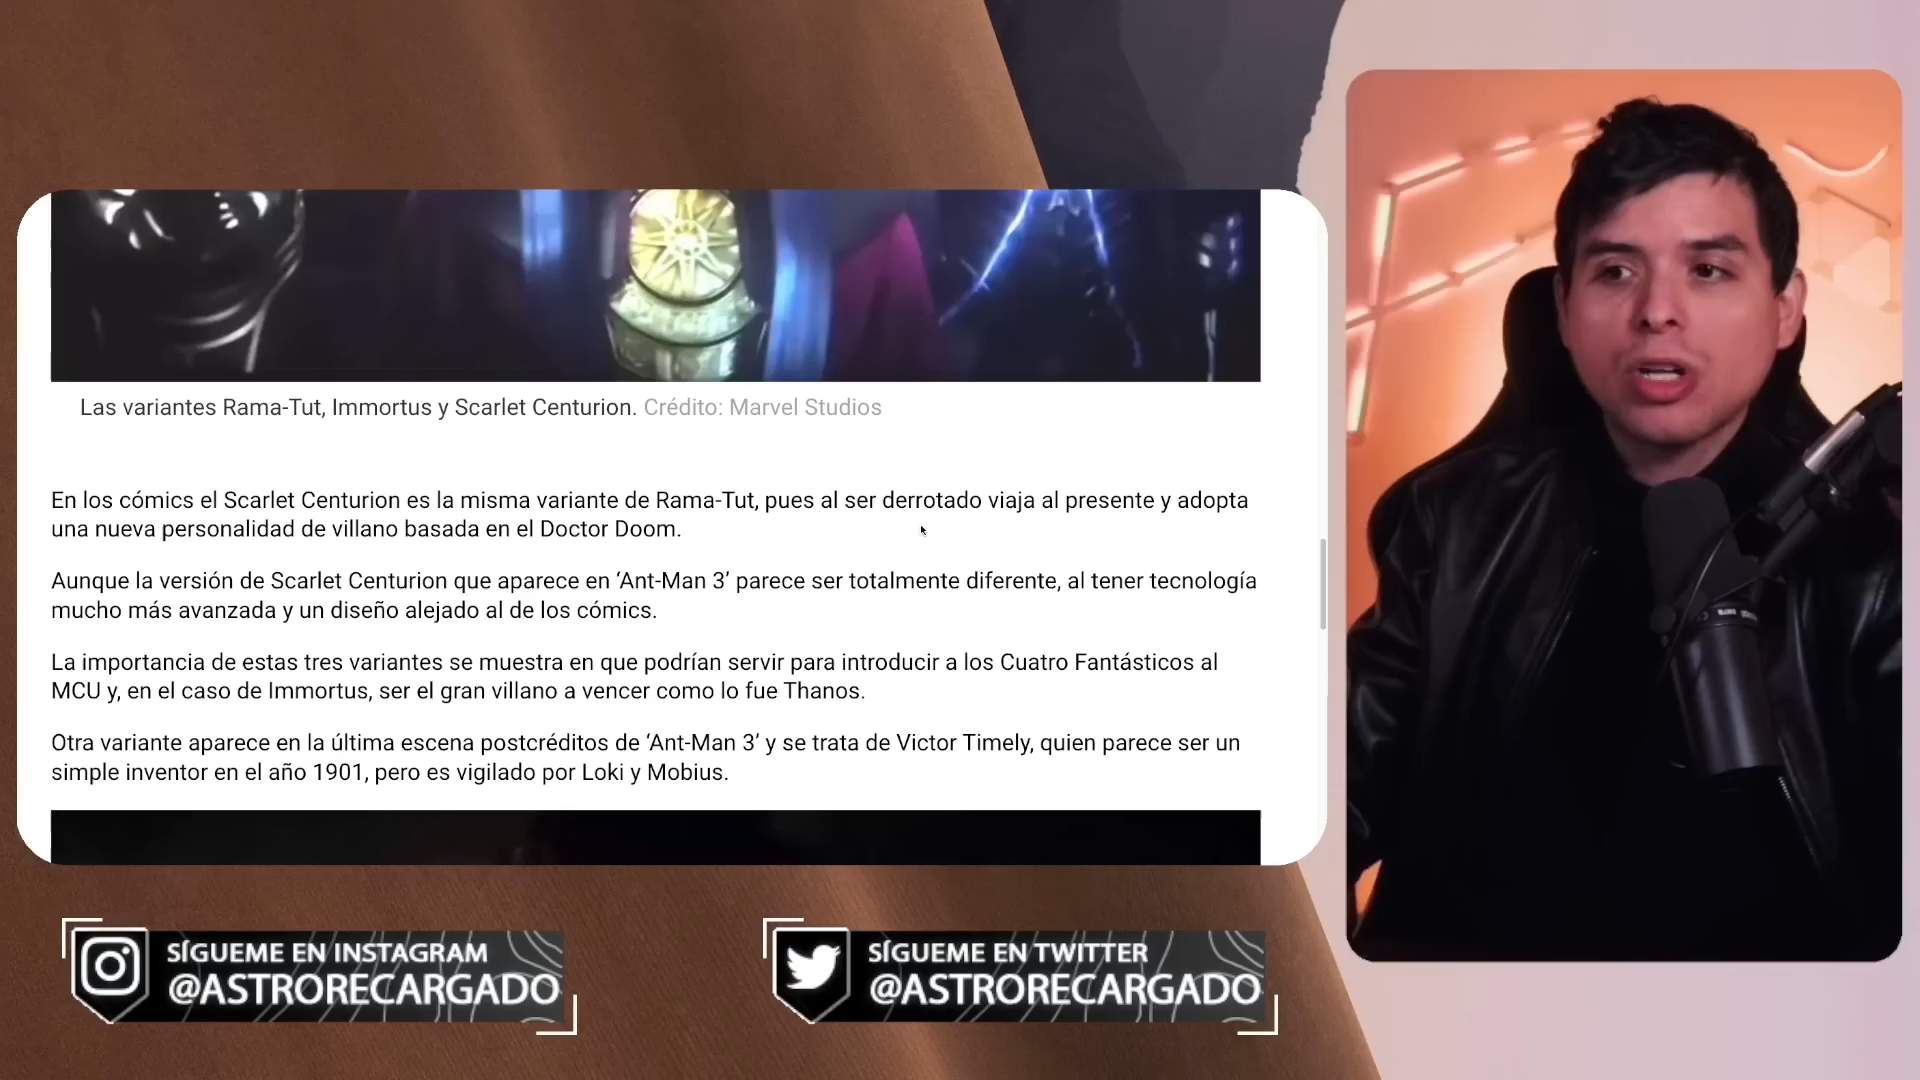 Las variantes Rama-Tut, Immortus y Scarlet Centurion. Crédito: Marvel Studios
En los cómics el Scarlet Centurion es la misma variante de Rama-Tut, pues al ser derrotado viaja al presente y adopta
una nueva personalidad de villano basada en el Doctor Doom.
Aunque la versión de Scarlet Centurion que aparece en ‘Ant-Man 3’ parece ser totalmente diferente, al tener tecnología
mucho más avanzada y un diseño alejado al de los cómics.
La importancia de estas tres variantes se muestra en que podrían servir para introducir a los Cuatro Fantásticos al
MCU y, en el caso de Immortus, ser el gran villano a vencer como lo fue Thanos.
Otra variante aparece en la última escena postcréditos de ‘Ant-Man 3’ y se trata de Victor Timely, quien parece ser un
simple inventor en el año 1901, pero es vigilado por Loki y Mobius.
SÍGUEME EN INSTAGRAM
@ASTRORECARGADO
SÍGUEME EN TWITTER
@ASTRORECARGADO